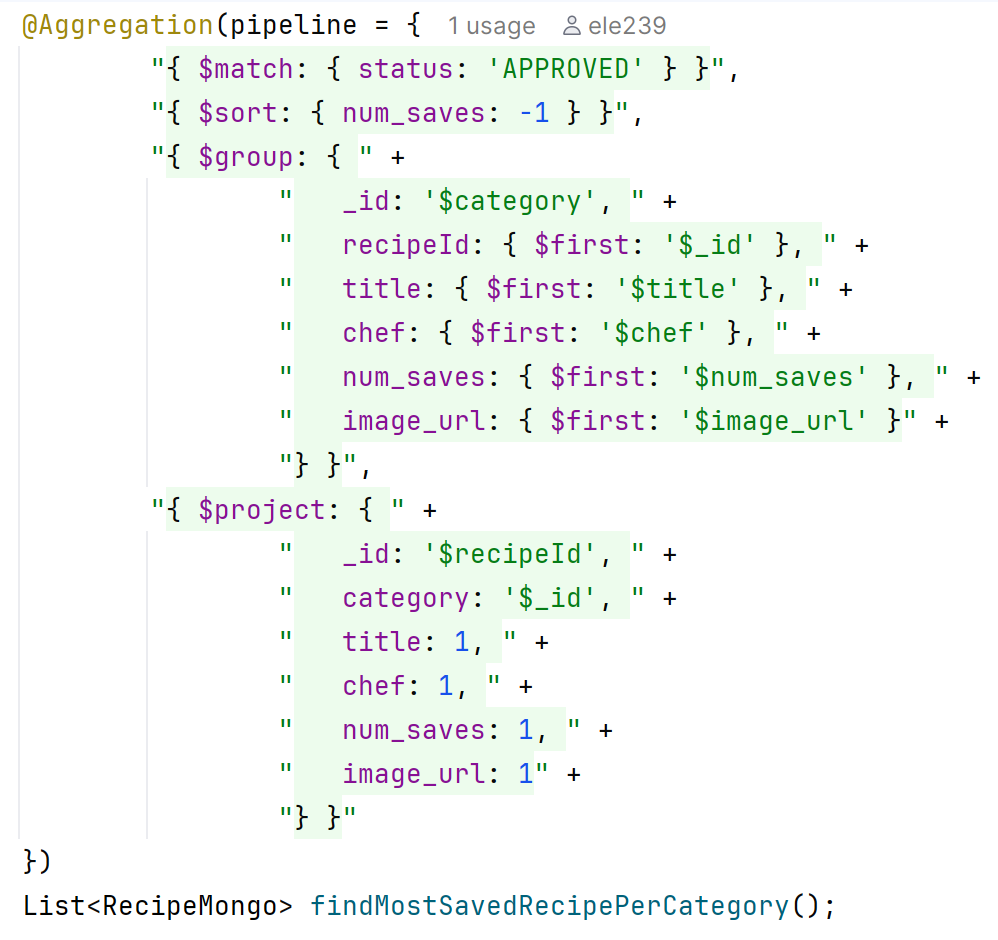 @Aggregation(pipeline = {  1 usage  ele239
        "{ $match: { status: 'APPROVED' } }",
        "{ $sort: { num_saves: -1 } }",
        "{ $group: { " +
                "   _id: '$category', " +
                "   recipeId: { $first: '$_id' }, " +
                "   title: { $first: '$title' }, " +
                "   chef: { $first: '$chef' }, " +
                "   num_saves: { $first: '$num_saves' }, " +
                "   image_url: { $first: '$image_url' }" +
                "} }",
        "{ $project: { " +
                "   _id: '$recipeId', " +
                "   category: '$_id', " +
                "   title: 1, " +
                "   chef: 1, " +
                "   num_saves: 1, " +
                "   image_url: 1" +
                "} }"
})
List<RecipeMongo> findMostSavedRecipePerCategory();